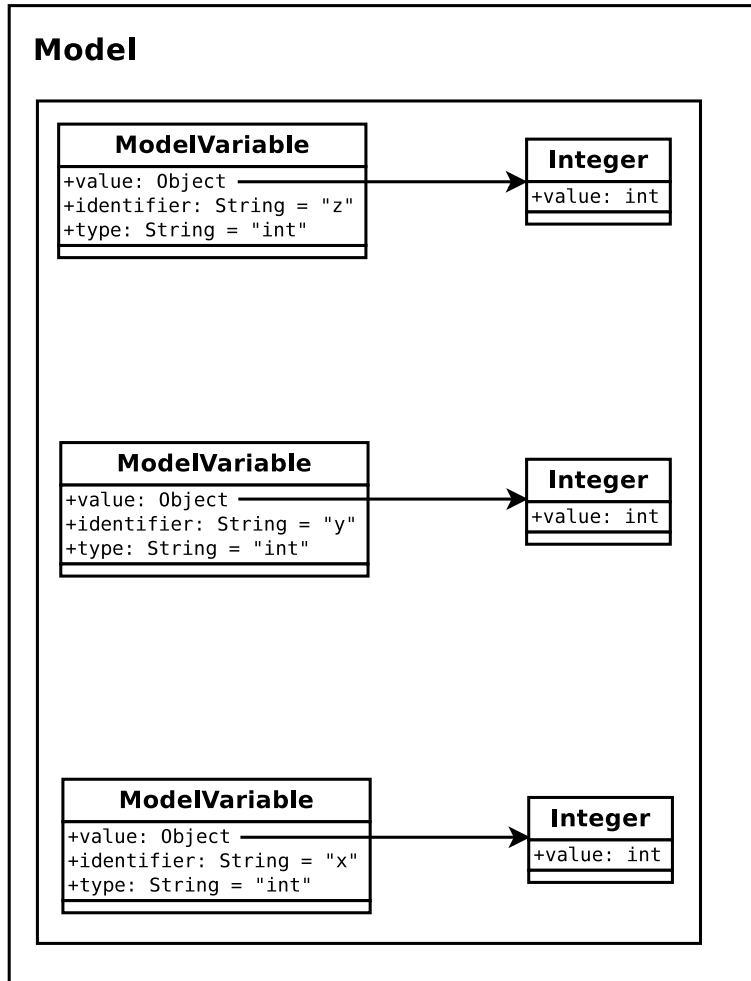 Model
ModelVariable
+value: Object
+identifier: String = "z"
+type: String = "int"
Integer
+value: int
ModelVariable
+value: Object
+identifier: String = "y"
+type: String = "int"
Integer
+value: int
ModelVariable
+value: Object
+identifier: String = "x"
+type: String = "int"
Integer
+value: int